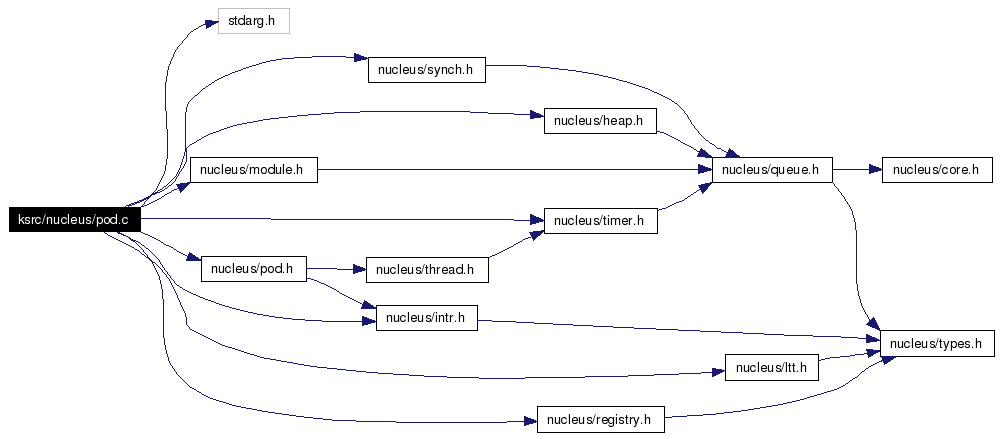 stdarg.h
nucleus/synch.h
nucleus/heap.h
nucleus/module.h
nucleus/queue.h
nucleus/core.h
ksrc/nucleus/pod.c
nucleus/timer.h
nucleus/pod.h
nucleus/thread.h
nucleus/intr.h
nucleus/types.h
nucleus/ltt.h
nucleus/registry.h